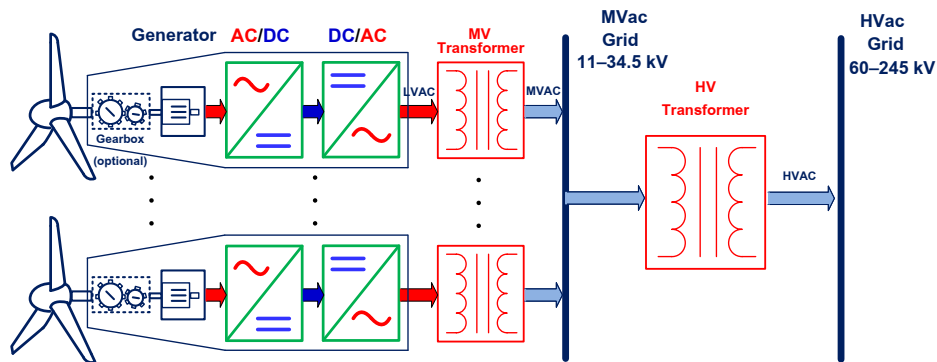 Generator
AC/DC
DC/AC
MV
Transformer
MVac
Grid
11–34.5 kV
HVac
Grid
60–245 kV
HV
Transformer
LVAC
MVAC
Gearbox
(optional)
HVAC